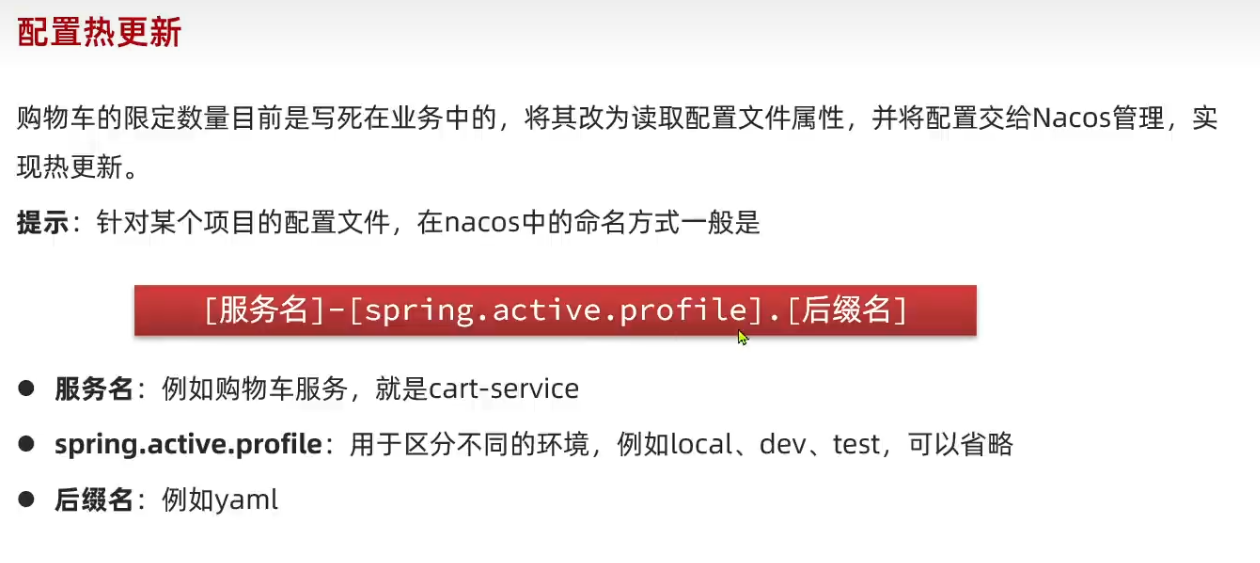 配置热更新
购物车的限定数量目前是写死在业务中的，将其改为读取配置文件属性，并将配置交给Nacos管理，实
现热更新。
提示：针对某个项目的配置文件，在nacos中的命名方式一般是
[服务名]-[spring.active.profile].[后缀名]
● 服务名：例如购物车服务，就是cart-service
● spring.active.profile：用于区分不同的环境，例如local、dev、test，可以省略
● 后缀名：例如yaml